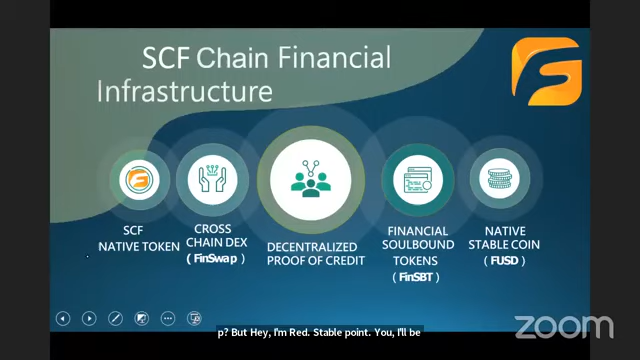 SCF Chain Financial
Infrastructure
SCF
NATIVE TOKEN
CROSS
CHAIN DEX
( FinSwap )
DECENTRALIZED
PROOF OF CREDIT
FINANCIAL
SOULBOUND
TOKENS
( FinSBT )
NATIVE
STABLE COIN
( FUSD )
p? But Hey, I'm Red. Stable point. You, I'll be
zoom